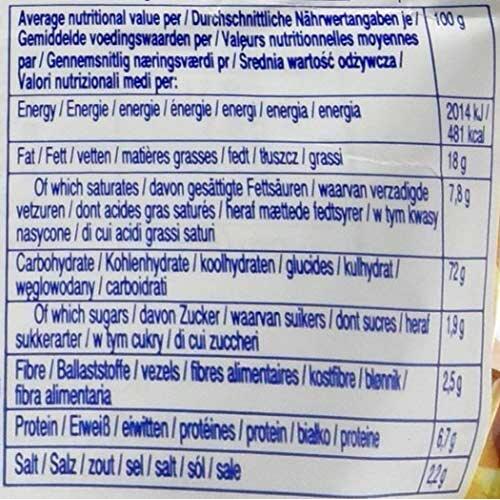 Average nutritional value per / Durchschnittliche Nährwertangaben je / 100 g
Gemiddelde voedingswaarden per / Valeurs nutritionnelles moyennes
par / Gennemsnitlig næringsværdi pr / Średnia wartość odżywcza /
Valori nutrizionali medi per:
Energy / Energie / energie / énergie / energi / energia / energia 2014 kJ /
481 kcal
Fat / Fett / vetten / matières grasses / fedt / tłuszcz / grassi 18 g
Of which saturates / davon gesättigte Fettsäuren / waarvan verzadigde 7,8 g
vetzuren / dont acides gras saturés / heraf mættede fedtsyrer / w tym kwasy
nasycone / di cui acidi grassi saturi
Carbohydrate / Kohlenhydrate / koolhydraten / glucides / kulhydrat / 72 g
węglowodany / carboidrati
Of which sugars / davon Zucker / waarvan suikers / dont sucres / heraf 1,9 g
sukkerarter / w tym cukry / di cui zuccheri
Fibre / Ballaststoffe / vezels / fibres alimentaires / kostfibre / błonnik / 2,5 g
fibra alimentaria
Protein / Eiweiß / eiwitten / protéines / protein / białko / proteine 6,7 g
Salt / Salz / zout / sel / salt / sól / sale 2,2 g